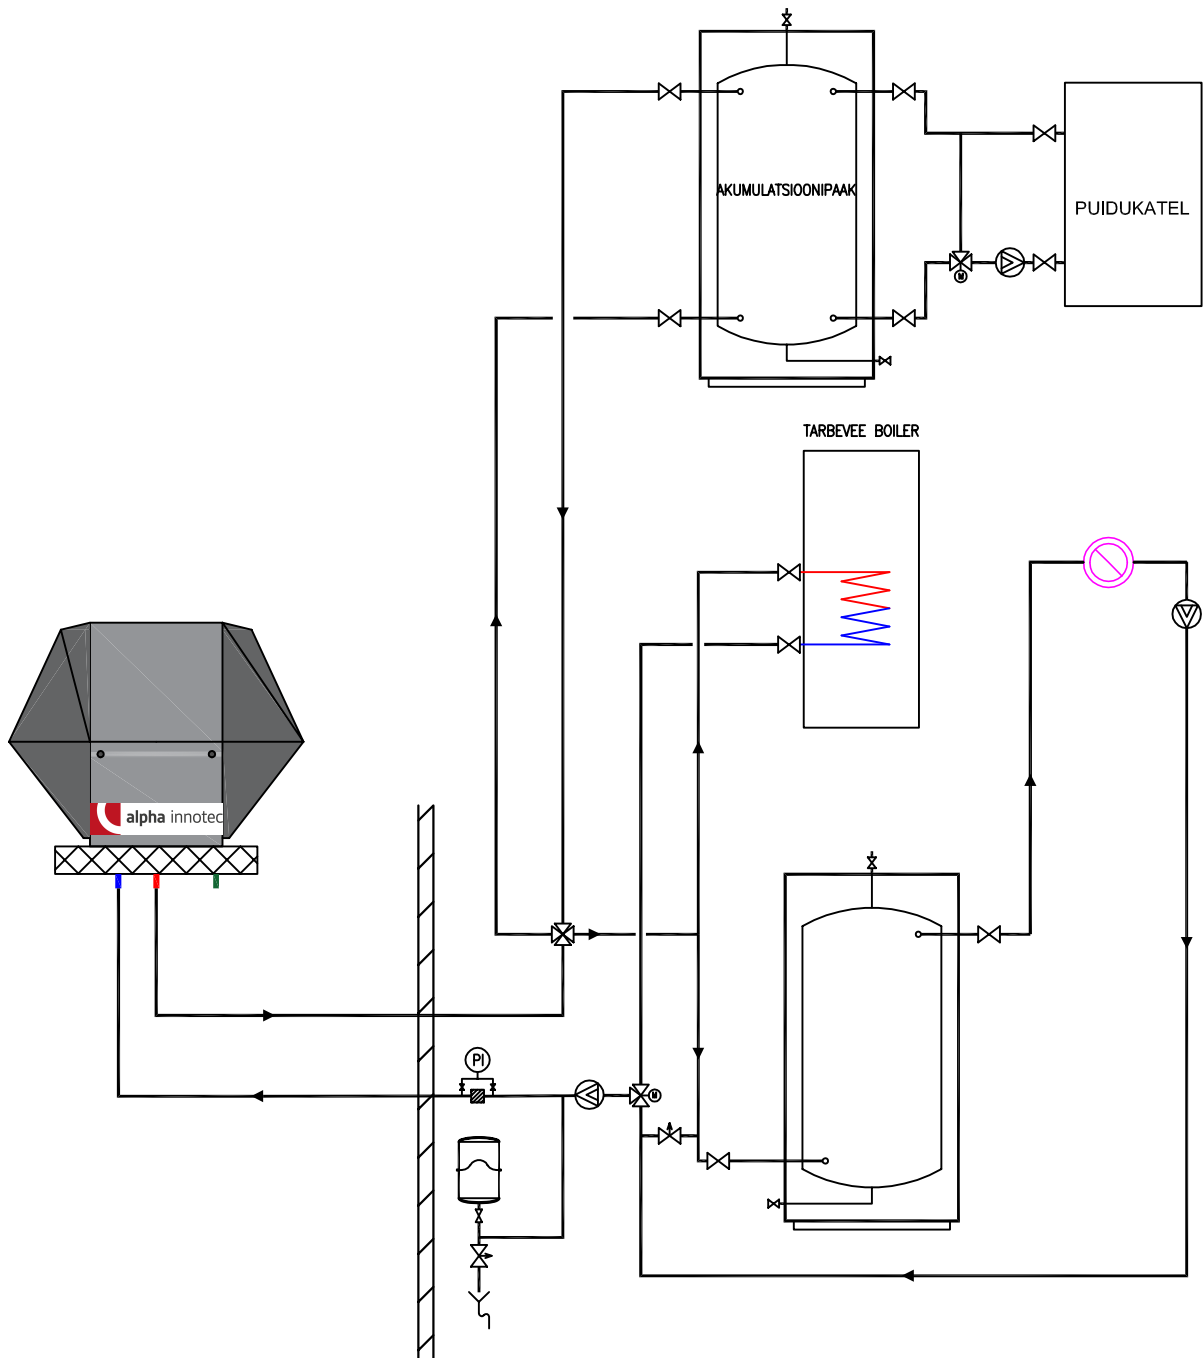 AKUMULATSIOONIPAAK
PUIDUKATEL
M
TARBEVEE BOILER
alpha innotec
PI
M